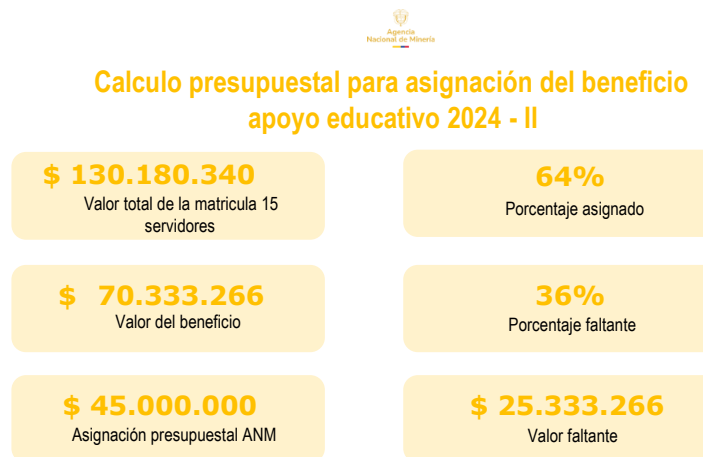 Agencia
Nacional de Minería
Calculo presupuestal para asignación del beneficio
apoyo educativo 2024 - II
$ 130.180.340
Valor total de la matricula 15
servidores
64%
Porcentaje asignado
$ 70.333.266
Valor del beneficio
36%
Porcentaje faltante
$ 45.000.000
Asignación presupuestal ANM
$ 25.333.266
Valor faltante